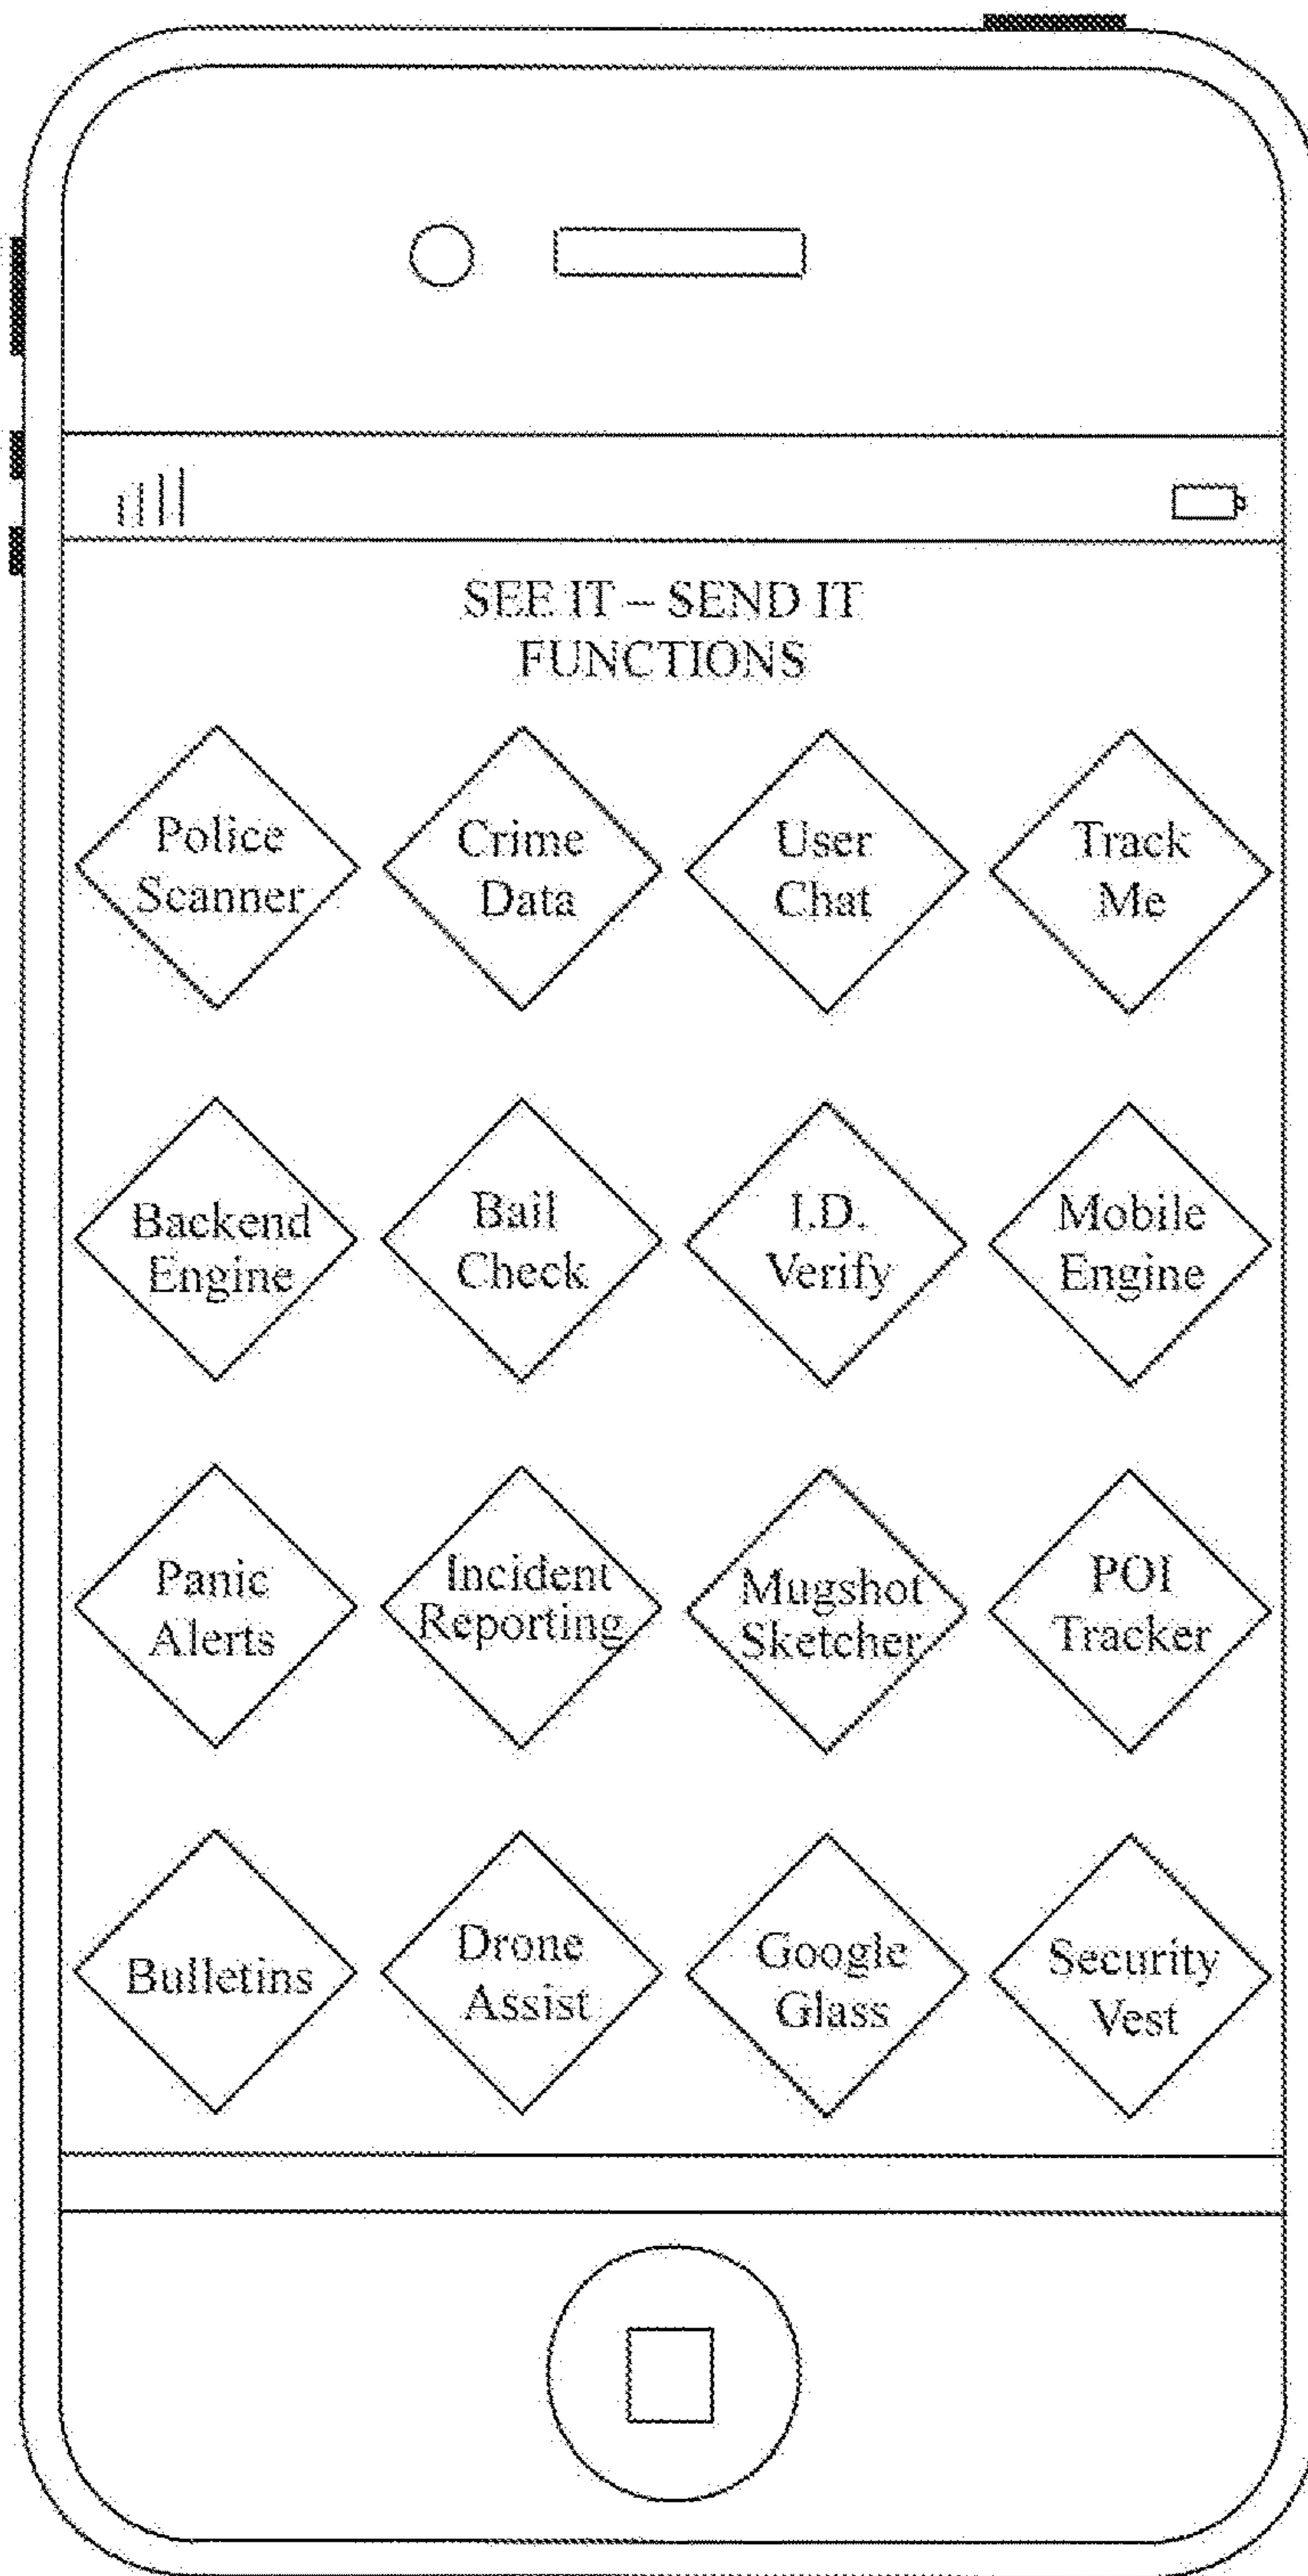 SEE IT – SEND IT
FUNCTIONS
Police
Scanner
Crime
Data
User
Chat
Track
Me
Backend
Engine
Bail
Check
I.D.
Verify
Mobile
Engine
Panic
Alerts
Incident
Reporting
Mugshot
Sketcher
POI
Tracker
Bulletins
Drone
Assist
Google
Glass
Security
Vest